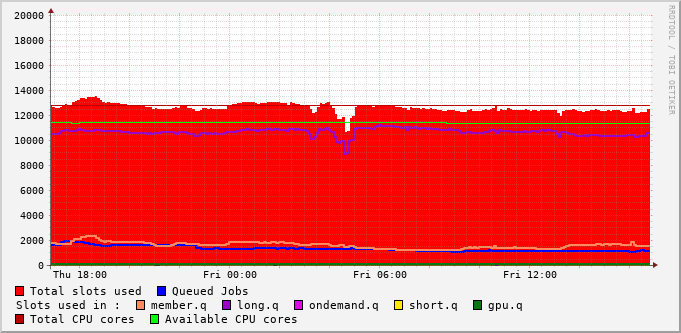 20000
18000
16000
14000
12000
10000
8000
6000
4000
2000
0
Thu 18:00 Fri 00:00 Fri 06:00 Fri 12:00
RRDTOOL / TOBI OETIKER
Total slots used Queued Jobs
Slots used in : member.q long.q ondemand.q short.q gpu.q
Total CPU cores Available CPU cores